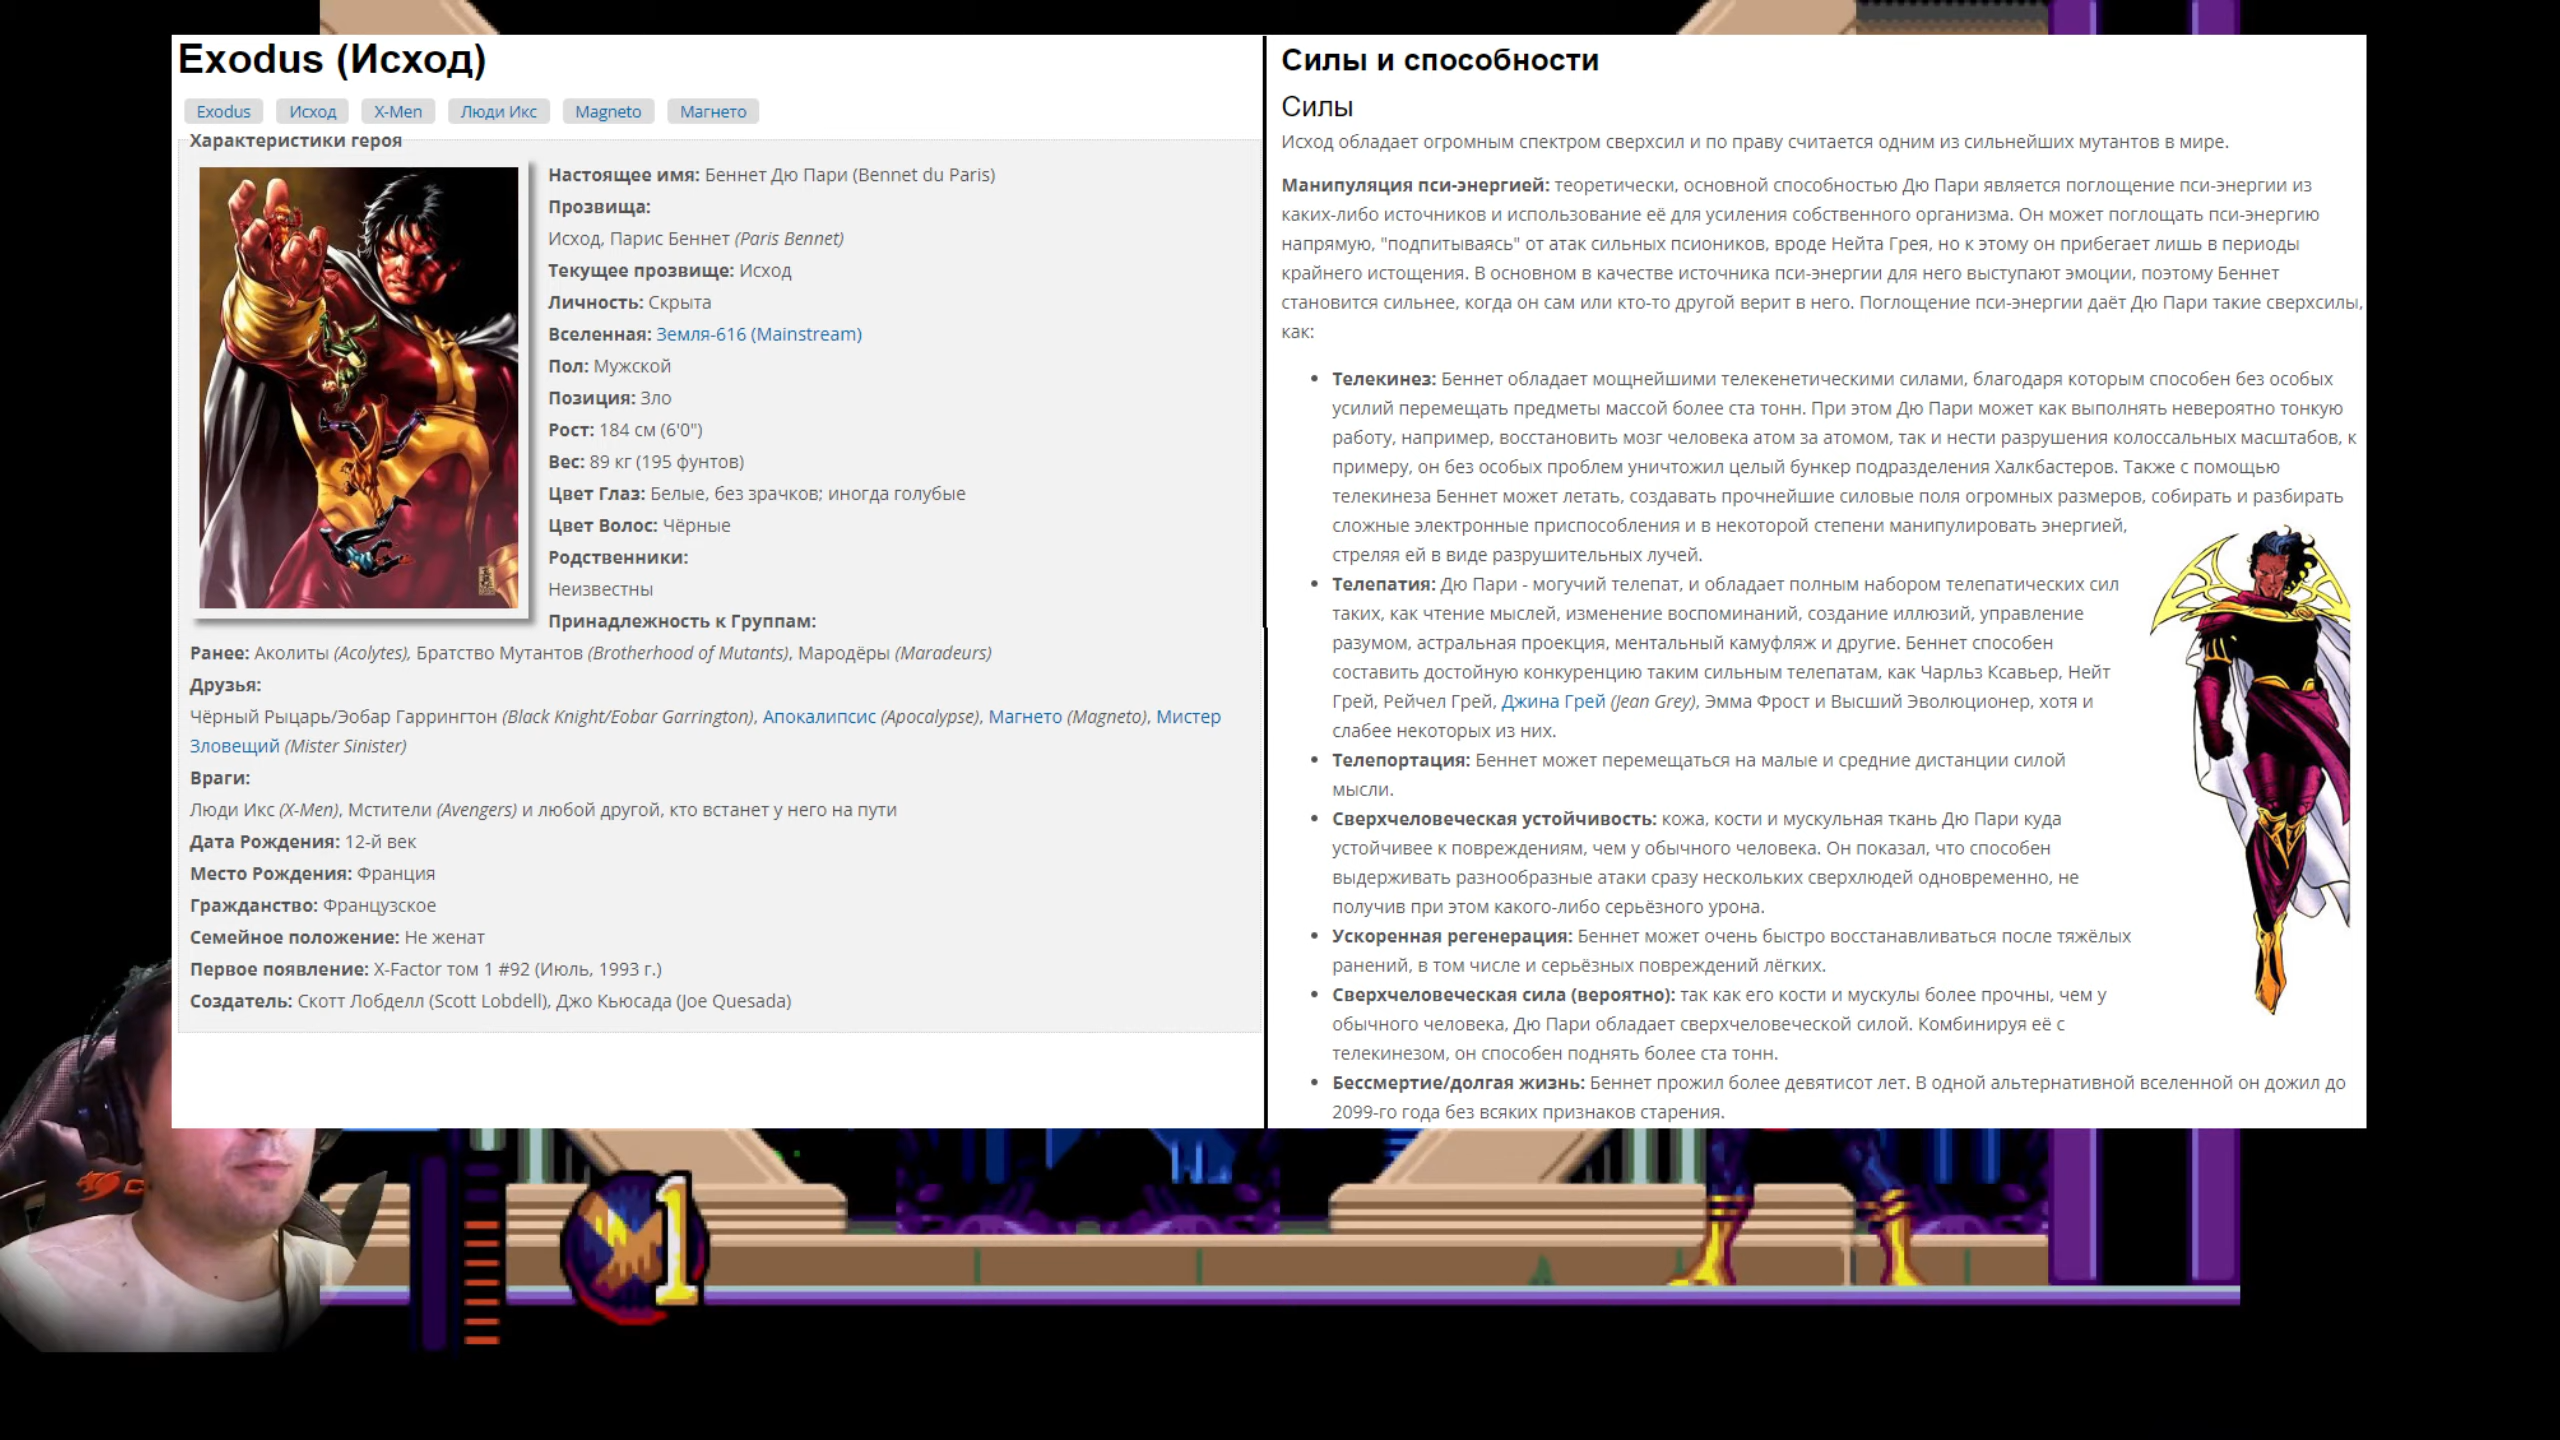 Exodus (Исход)
Exodus Исход X-Men Люди Икс Magneto Магнето
Характеристики героя
Настоящее имя: Беннет Дю Пари (Bennet du Paris)
Прозвища:
Исход, Парис Беннет (Paris Bennet)
Текущее прозвище: Исход
Личность: Скрыта
Вселенная: Земля-616 (Mainstream)
Пол: Мужской
Позиция: Зло
Рост: 184 см (6'0")
Вес: 89 кг (195 фунтов)
Цвет Глаз: Белые, без зрачков; иногда голубые
Цвет Волос: Чёрные
Родственники:
Неизвестны
Принадлежность к Группам:
Ранее: Аколиты (Acolytes), Братство Мутантов (Brotherhood of Mutants), Мародёры (Maradeurs)
Друзья:
Чёрный Рыцарь/Эобар Гаррингтон (Black Knight/Eobar Garrington), Апокалипсис (Apocalypse), Магнето (Magneto), Мистер
Зловещий (Mister Sinister)
Враги:
Люди Икс (X-Men), Мстители (Avengers) и любой другой, кто встанет у него на пути
Дата Рождения: 12-й век
Место Рождения: Франция
Гражданство: Французское
Семейное положение: Не женат
Первое появление: X-Factor том 1 #92 (Июль, 1993 г.)
Создатель: Скотт Лобделл (Scott Lobdell), Джо Кьюсада (Joe Quesada)
Силы и способности
Силы
Исход обладает огромным спектром сверхсил и по праву считается одним из сильнейших мутантов в мире.
Манипуляция пси-энергией: теоретически, основной способностью Дю Пари является поглощение пси-энергии из
каких-либо источников и использование её для усиления собственного организма. Он может поглощать пси-энергию
напрямую, "подпитываясь" от атак сильных псиоников, вроде Нейта Грея, но к этому он прибегает лишь в периоды
крайнего истощения. В основном в качестве источника пси-энергии для него выступают эмоции, поэтому Беннет
становится сильнее, когда он сам или кто-то другой верит в него. Поглощение пси-энергии даёт Дю Пари такие сверхсилы,
как:
• Телекинез: Беннет обладает мощнейшими телекенетическими силами, благодаря которым способен без особых
усилий перемещать предметы массой более ста тонн. При этом Дю Пари может как выполнять невероятно тонкую
работу, например, восстановить мозг человека атом за атомом, так и нести разрушения колоссальных масштабов, к
примеру, он без особых проблем уничтожил целый бункер подразделения Халкбастеров. Также с помощью
телекинеза Беннет может летать, создавать прочнейшие силовые поля огромных размеров, собирать и разбирать
сложные электронные приспособления и в некоторой степени манипулировать энергией,
стреляя ей в виде разрушительных лучей.
• Телепатия: Дю Пари - могучий телепат, и обладает полным набором телепатических сил
таких, как чтение мыслей, изменение воспоминаний, создание иллюзий, управление
разумом, астральная проекция, ментальный камуфляж и другие. Беннет способен
составить достойную конкуренцию таким сильным телепатам, как Чарльз Ксавьер, Нейт
Грей, Рейчел Грей, Джина Грей (Jean Grey), Эмма Фрост и Высший Эволюционер, хотя и
слабее некоторых из них.
• Телепортация: Беннет может перемещаться на малые и средние дистанции силой
мысли.
• Сверхчеловеческая устойчивость: кожа, кости и мускульная ткань Дю Пари куда
устойчивее к повреждениям, чем у обычного человека. Он показал, что способен
выдерживать разнообразные атаки сразу нескольких сверхлюдей одновременно, не
получив при этом какого-либо серьёзного урона.
• Ускоренная регенерация: Беннет может очень быстро восстанавливаться после тяжёлых
ранений, в том числе и серьёзных повреждений лёгких.
• Сверхчеловеческая сила (вероятно): так как его кости и мускулы более прочны, чем у
обычного человека, Дю Пари обладает сверхчеловеческой силой. Комбинируя её с
телекинезом, он способен поднять более ста тонн.
• Бессмертие/долгая жизнь: Беннет прожил более девятисот лет. В одной альтернативной вселенной он дожил до
2099-го года без всяких признаков старения.
1